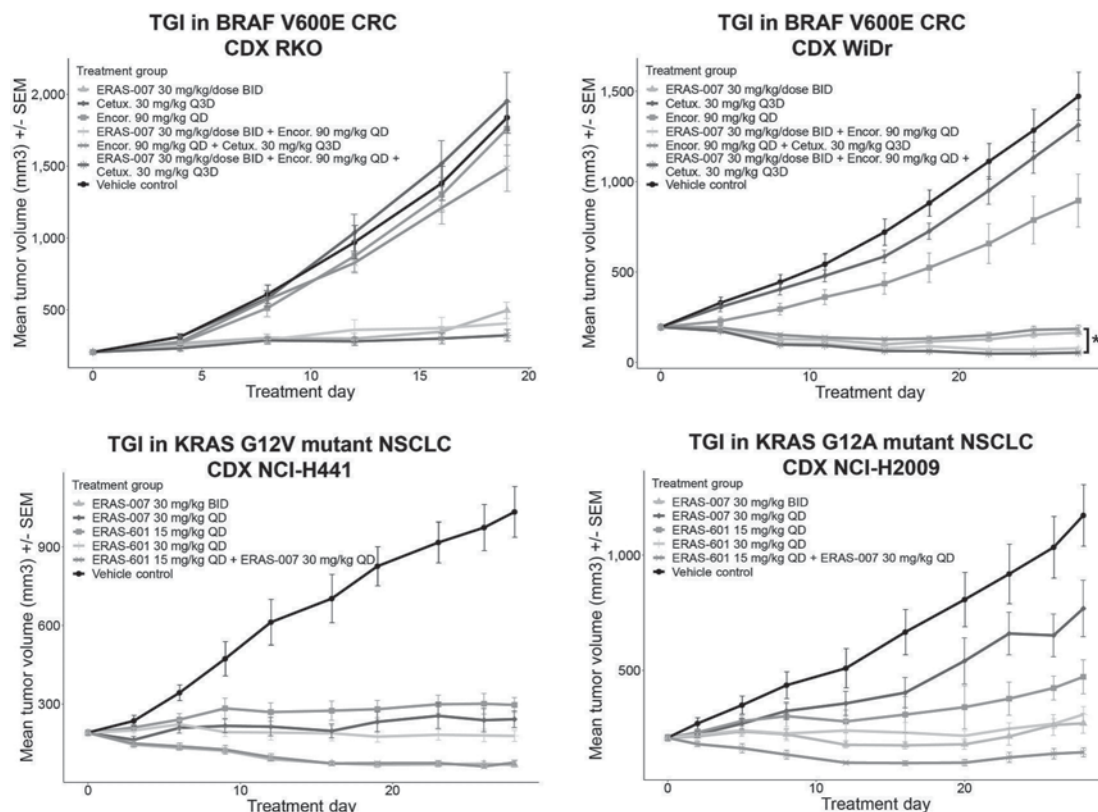 TGI in BRAF V600E CRC
CDX RKO
Mean tumor volume (mm3) +/- SEM
Treatment group
ERAS-007 30 mg/kg/dose BID
Cetux. 30 mg/kg Q3D
Encor. 90 mg/kg QD
ERAS-007 30 mg/kg/dose BID + Encor. 90 mg/kg QD
Encor. 90 mg/kg QD + Cetux. 30 mg/kg Q3D
ERAS-007 30 mg/kg/dose BID + Encor. 90 mg/kg QD +
Cetux. 30 mg/kg Q3D
Vehicle control
2,000
1,500
1,000
500
0 5 10 15 20
Treatment day
TGI in BRAF V600E CRC
CDX WiDr
Mean tumor volume (mm3) +/- SEM
Treatment group
ERAS-007 30 mg/kg/dose BID
Cetux. 30 mg/kg Q3D
Encor. 90 mg/kg QD
ERAS-007 30 mg/kg/dose BID + Encor. 90 mg/kg QD
Encor. 90 mg/kg QD + Cetux. 30 mg/kg Q3D
ERAS-007 30 mg/kg/dose BID + Encor. 90 mg/kg QD +
Cetux. 30 mg/kg Q3D
Vehicle control
1,500
1,000
500
0
*
0 10 20
Treatment day
TGI in KRAS G12V mutant NSCLC
CDX NCI-H441
Mean tumor volume (mm3) +/- SEM
Treatment group
ERAS-007 30 mg/kg BID
ERAS-007 30 mg/kg QD
ERAS-601 15 mg/kg QD
ERAS-601 30 mg/kg QD
ERAS-601 15 mg/kg QD + ERAS-007 30 mg/kg QD
Vehicle control
900
600
300
0 10 20
Treatment day
TGI in KRAS G12A mutant NSCLC
CDX NCI-H2009
Mean tumor volume (mm3) +/- SEM
Treatment group
ERAS-007 30 mg/kg BID
ERAS-007 30 mg/kg QD
ERAS-601 15 mg/kg QD
ERAS-601 30 mg/kg QD
ERAS-601 15 mg/kg QD + ERAS-007 30 mg/kg QD
Vehicle control
1,000
500
0 10 20
Treatment day